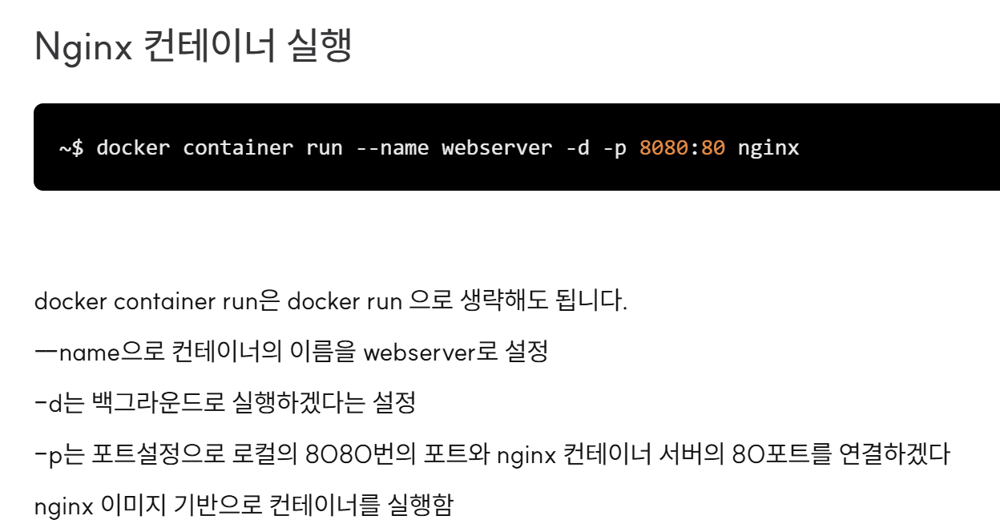 Nginx 컨테이너 실행
~$ docker container run --name webserver -d -p 8080:80 nginx
docker container run은 docker run 으로 생략해도 됩니다.
—name으로 컨테이너의 이름을 webserver로 설정
-d는 백그라운드로 실행하겠다는 설정
-p는 포트설정으로 로컬의 8080번의 포트와 nginx 컨테이너 서버의 80포트를 연결하겠다
nginx 이미지 기반으로 컨테이너를 실행함